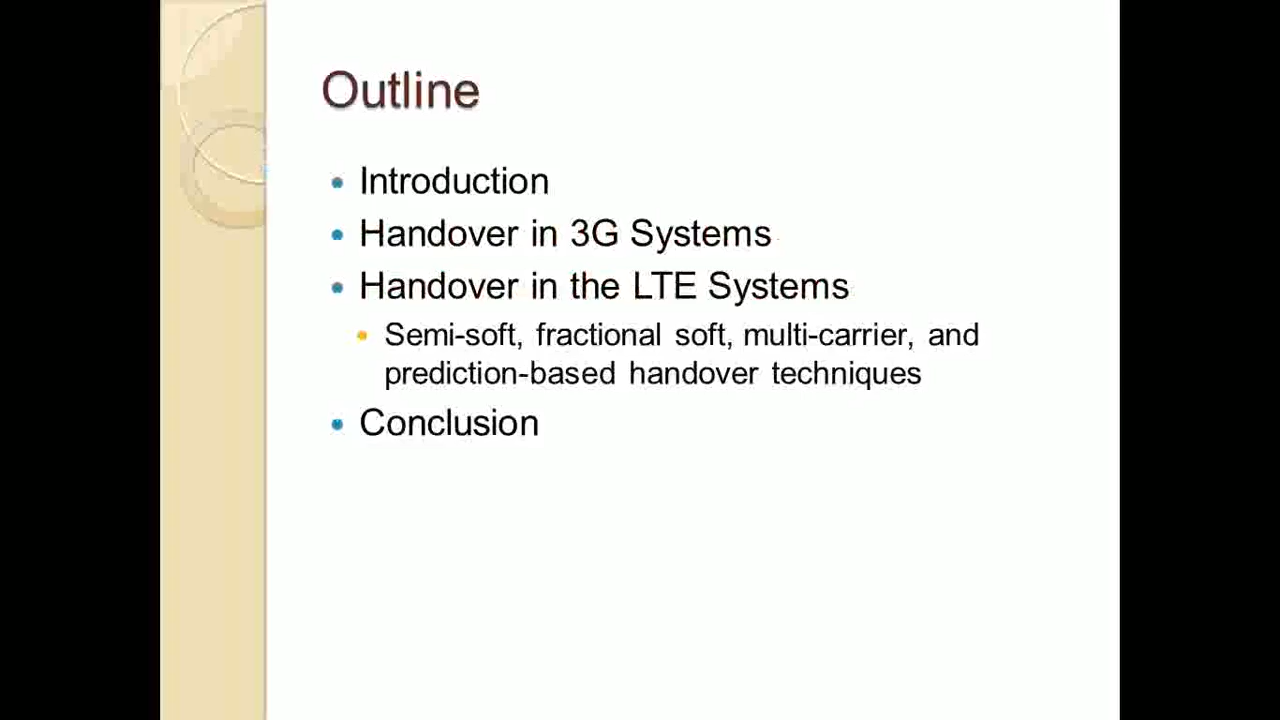 Outline
Introduction
Handover in 3G Systems
Handover in the LTE Systems
Semi-soft, fractional soft, multi-carrier, and
prediction-based handover techniques
Conclusion